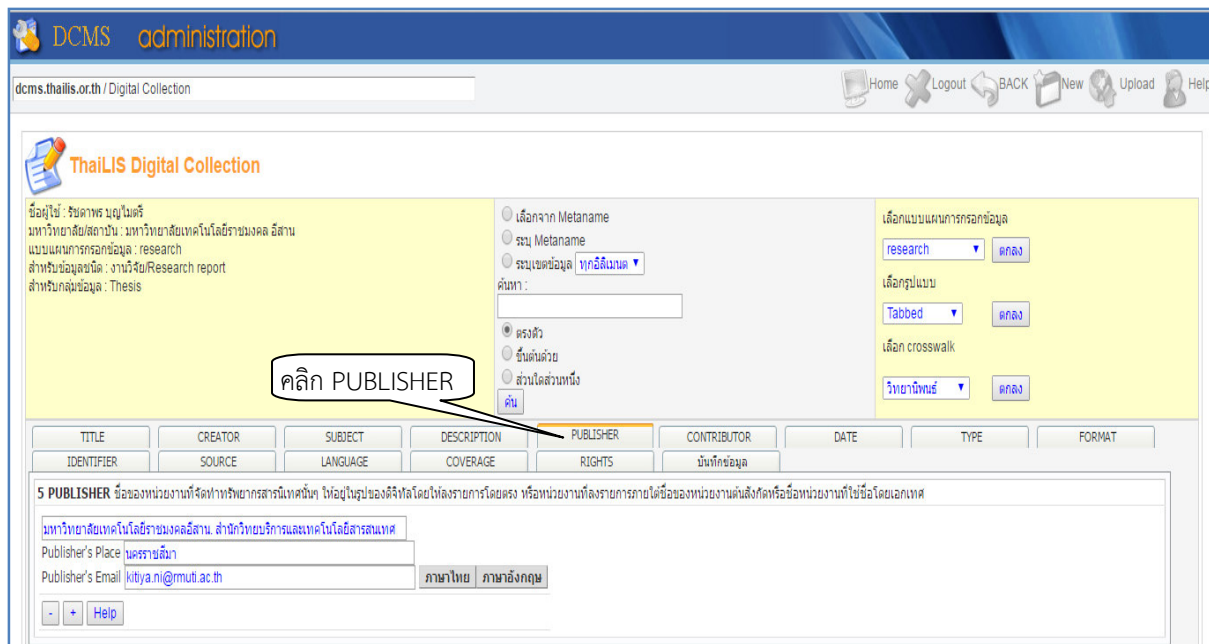 DCMS administration
dcms.thailis.or.th / Digital Collection
Home Logout BACK New Upload Help
ThaiLIS Digital Collection
ชื่อผู้ใช้ : รัชดาพร บุญไมตรี
มหาวิทยาลัย/สถาบัน : มหาวิทยาลัยเทคโนโลยีราชมงคล อีสาน
แบบแผนการกรอกข้อมูล : research
สำหรับข้อมูลชนิด : งานวิจัย/Research report
สำหรับกลุ่มข้อมูล : Thesis
เลือกจาก Metaname
ระบุ Metaname
ระบุเขตข้อมูล ทุกอิลิเมนต
ค้นหา :
ตรงตัว
ขึ้นต้นด้วย
ส่วนใดส่วนหนึ่ง
ค้น
เลือกแบบแผนการกรอกข้อมูล
research ตกลง
เลือกรูปแบบ
Tabbed ตกลง
เลือก crosswalk
วิทยานิพนธ์ ตกลง
คลิก PUBLISHER
TITLE CREATOR SUBJECT DESCRIPTION PUBLISHER CONTRIBUTOR DATE TYPE FORMAT
IDENTIFIER SOURCE LANGUAGE COVERAGE RIGHTS บันทึกข้อมูล
5 PUBLISHER ชื่อของหน่วยงานที่จัดทำทรัพยากรสารนิเทศนั้นๆ ให้อยู่ในรูปของดิจิทัลโดยให้ลงรายการโดยตรง หรือหน่วยงานที่ลงรายการภายใต้ชื่อของหน่วยงานต้นสังกัดหรือชื่อหน่วยงานที่ใช้ชื่อโดยเอกเทศ
มหาวิทยาลัยเทคโนโลยีราชมงคลอีสาน. สำนักวิทยบริการและเทคโนโลยีสารสนเทศ
Publisher's Place นครราชสีมา
Publisher's Email kitiya.ni@rmuti.ac.th ภาษาไทย ภาษาอังกฤษ
- + Help